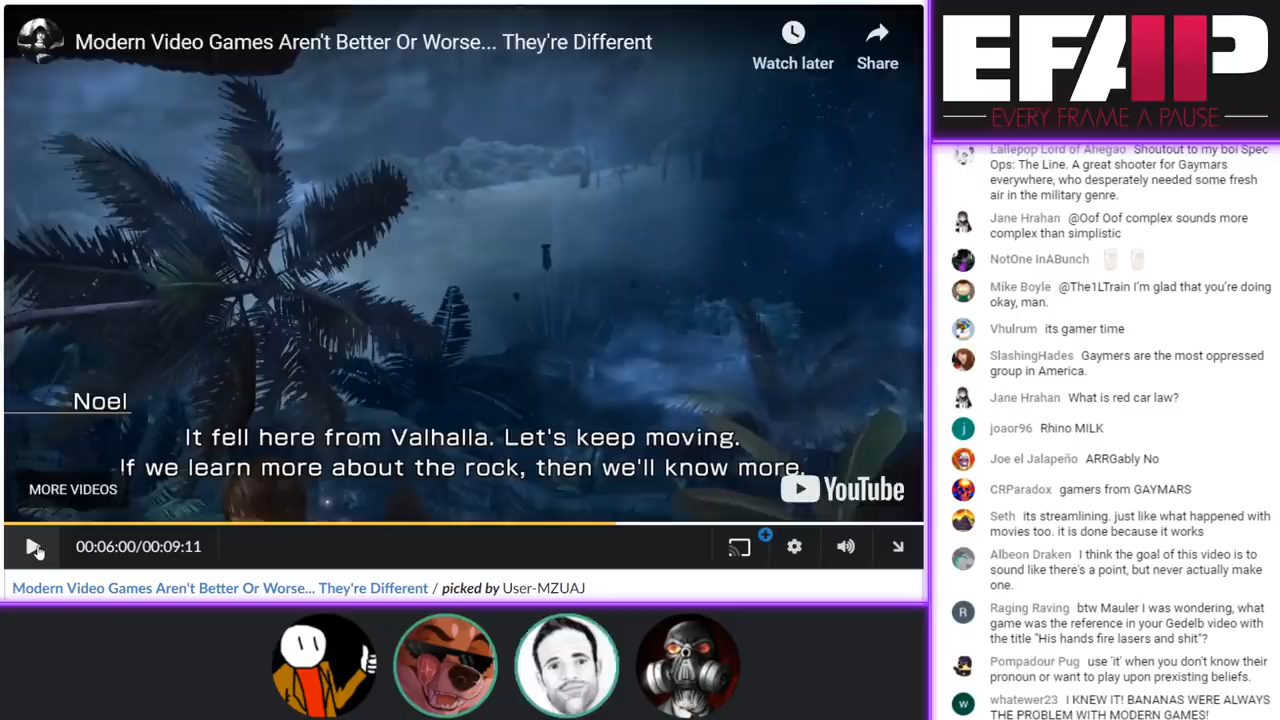 Modern Video Games Aren't Better Or Worse... They're Different
Watch later
Share
Noel
It fell here from Valhalla. Let's keep moving.
If we learn more about the rock, then we'll know more.
MORE VIDEOS
YouTube
00:06:00/00:09:11
Modern Video Games Aren't Better Or Worse... They're Different / picked by User-MZUAJ
EFAP
EVERY FRAME A PAUSE
Lallepop Lord of Ahegao Shoutout to my boi Spec
Ops: The Line. A great shooter for Gaymars
everywhere, who desperately needed some fresh
air in the military genre.
Jane Hrahan @Oof Oof complex sounds more
complex than simplistic
NotOne InABunch
Mike Boyle @The1LTrain I'm glad that you're doing
okay, man.
Vhulrum its gamer time
SlashingHades Gaymers are the most oppressed
group in America.
Jane Hrahan What is red car law?
j
joaor96 Rhino MILK
Joe el Jalapeño ARRGably No
CRParadox gamers from GAYMARS
Seth its streamlining. just like what happened with
movies too. it is done because it works
Albeon Draken I think the goal of this video is to
sound like there's a point, but never actually make
one.
R
Raging Raving btw Mauler I was wondering, what
game was the reference in your Gedelb video with
the title "His hands fire lasers and shit"?
Pompadour Pug use 'it' when you don't know their
pronoun or want to play upon prexisting beliefs.
w
whatewer23 I KNEW IT! BANANAS WERE ALWAYS
THE PROBLEM WITH MODERN GAMES!